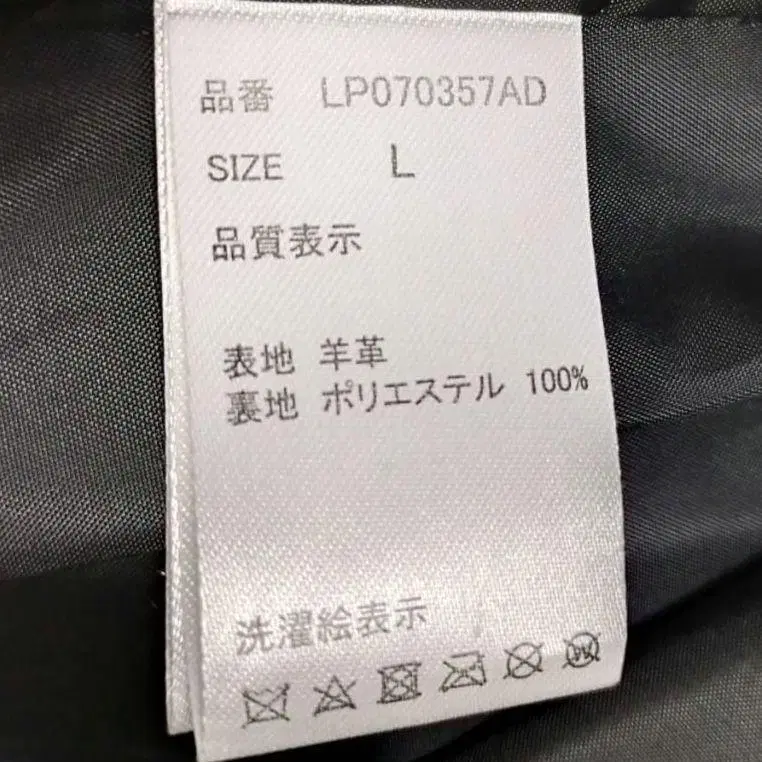 品番 LP070357AD
SIZE L
品質表示
表地 羊革
裏地 ポリエステル 100%
洗濯絵表示